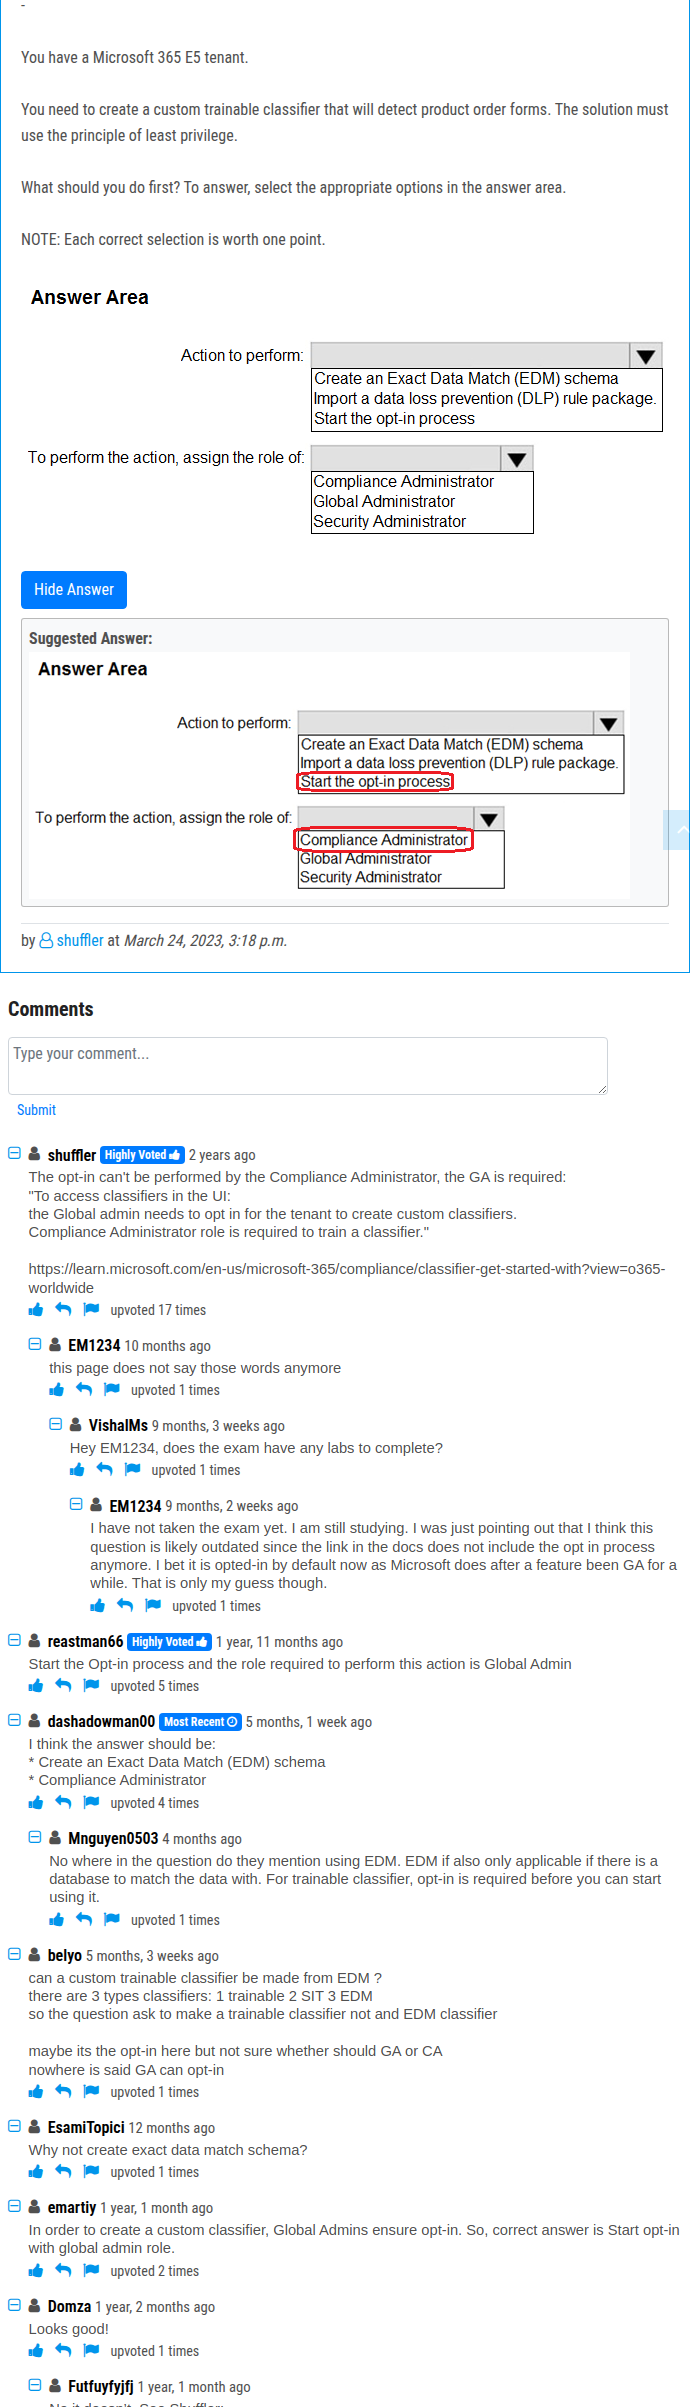 -
You have a Microsoft 365 E5 tenant.
You need to create a custom trainable classifier that will detect product order forms. The solution must
use the principle of least privilege.
What should you do first? To answer, select the appropriate options in the answer area.
NOTE: Each correct selection is worth one point.
Answer Area
Action to perform:
Create an Exact Data Match (EDM) schema
Import a data loss prevention (DLP) rule package.
Start the opt-in process
To perform the action, assign the role of:
Compliance Administrator
Global Administrator
Security Administrator
Hide Answer
Suggested Answer:
Answer Area
Action to perform:
Create an Exact Data Match (EDM) schema
Import a data loss prevention (DLP) rule package.
Start the opt-in process
To perform the action, assign the role of:
Compliance Administrator
Global Administrator
Security Administrator
by shuffler at March 24, 2023, 3:18 p.m.
Comments
Type your comment...
Submit
shuffler Highly Voted 2 years ago
The opt-in can't be performed by the Compliance Administrator, the GA is required:
"To access classifiers in the UI:
the Global admin needs to opt in for the tenant to create custom classifiers.
Compliance Administrator role is required to train a classifier."
https://learn.microsoft.com/en-us/microsoft-365/compliance/classifier-get-started-with?view=o365-
worldwide
upvoted 17 times
EM1234 10 months ago
this page does not say those words anymore
upvoted 1 times
VishalMs 9 months, 3 weeks ago
Hey EM1234, does the exam have any labs to complete?
upvoted 1 times
EM1234 9 months, 2 weeks ago
I have not taken the exam yet. I am still studying. I was just pointing out that I think this
question is likely outdated since the link in the docs does not include the opt in process
anymore. I bet it is opted-in by default now as Microsoft does after a feature been GA for a
while. That is only my guess though.
upvoted 1 times
reastman66 Highly Voted 1 year, 11 months ago
Start the Opt-in process and the role required to perform this action is Global Admin
upvoted 5 times
dashadowman00 Most Recent 5 months, 1 week ago
I think the answer should be:
* Create an Exact Data Match (EDM) schema
* Compliance Administrator
upvoted 4 times
Mnguyen0503 4 months ago
No where in the question do they mention using EDM. EDM if also only applicable if there is a
database to match the data with. For trainable classifier, opt-in is required before you can start
using it.
upvoted 1 times
belyo 5 months, 3 weeks ago
can a custom trainable classifier be made from EDM ?
there are 3 types classifiers: 1 trainable 2 SIT 3 EDM
so the question ask to make a trainable classifier not and EDM classifier
maybe its the opt-in here but not sure whether should GA or CA
nowhere is said GA can opt-in
upvoted 1 times
EsamiTopici 12 months ago
Why not create exact data match schema?
upvoted 1 times
emartiy 1 year, 1 month ago
In order to create a custom classifier, Global Admins ensure opt-in. So, correct answer is Start opt-in
with global admin role.
upvoted 2 times
Domza 1 year, 2 months ago
Looks good!
upvoted 1 times
Futfuyfyjfj 1 year, 1 month ago